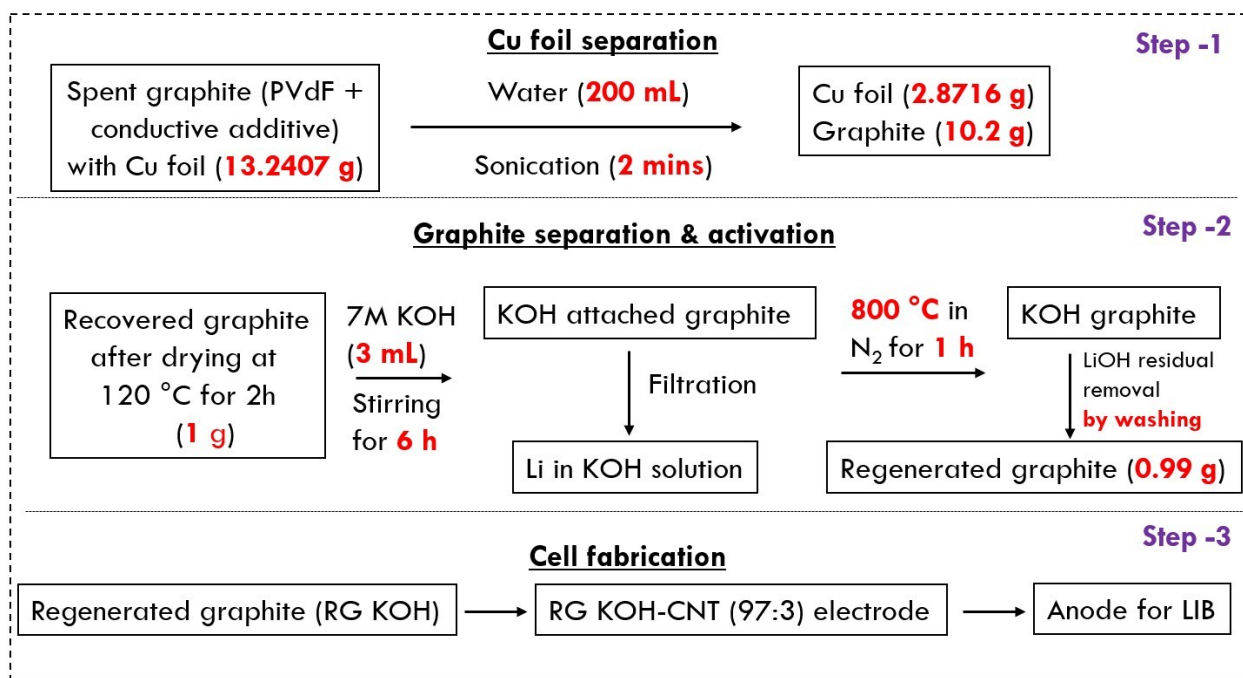 Cu foil separation
Step -1
Spent graphite (PVdF +
conductive additive)
with Cu foil (13.2407 g)
Water (200 mL)
Sonication (2 mins)
Cu foil (2.8716 g)
Graphite (10.2 g)
Step -2
Graphite separation & activation
Recovered graphite
after drying at
120 °C for 2h
(1 g)
7M KOH
(3 mL)
Stirring
for 6 h
KOH attached graphite
Filtration
Li in KOH solution
800 °C in
N₂ for 1 h
KOH graphite
LiOH residual
removal
by washing
Regenerated graphite (0.99 g)
Step -3
Cell fabrication
Regenerated graphite (RG KOH)
RG KOH-CNT (97:3) electrode
Anode for LIB